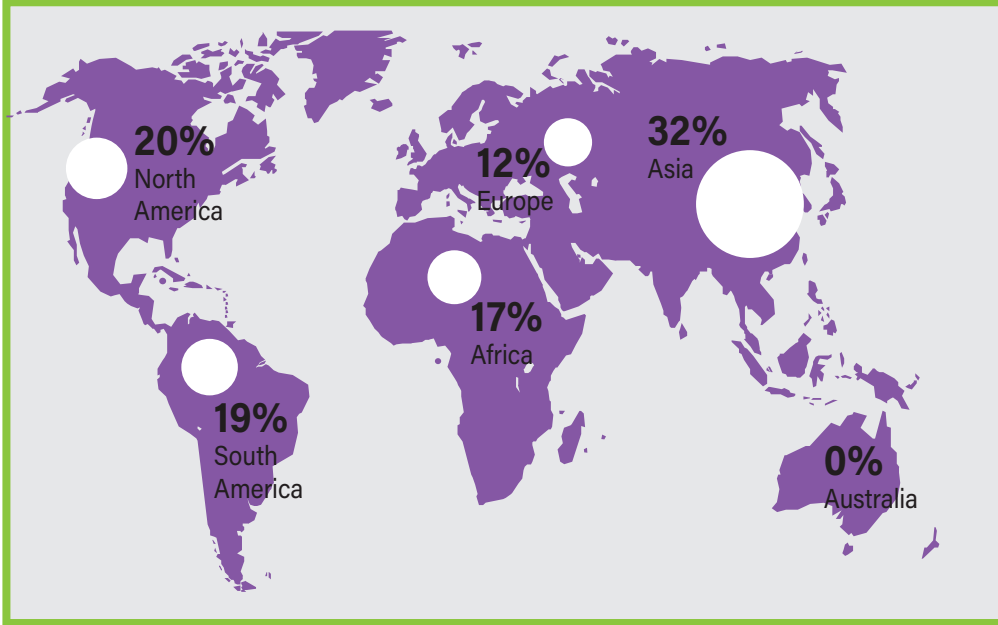 20%
North
America
12%
Europe
32%
Asia
17%
Africa
19%
South
America
0%
Australia